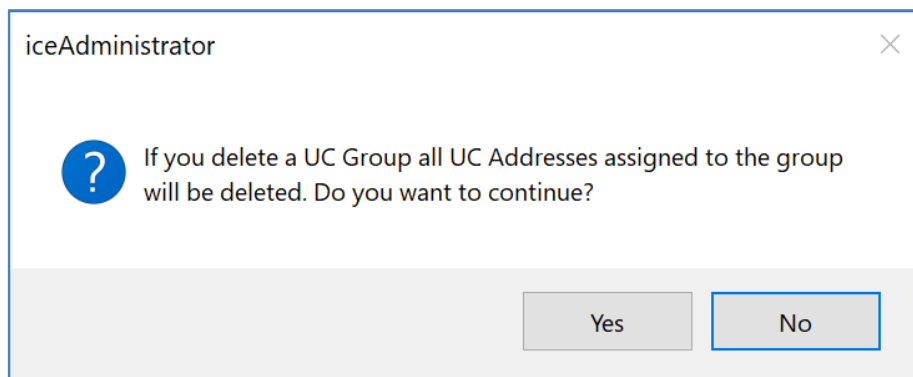 iceAdministrator
If you delete a UC Group all UC Addresses assigned to the group
will be deleted. Do you want to continue?
Yes
No